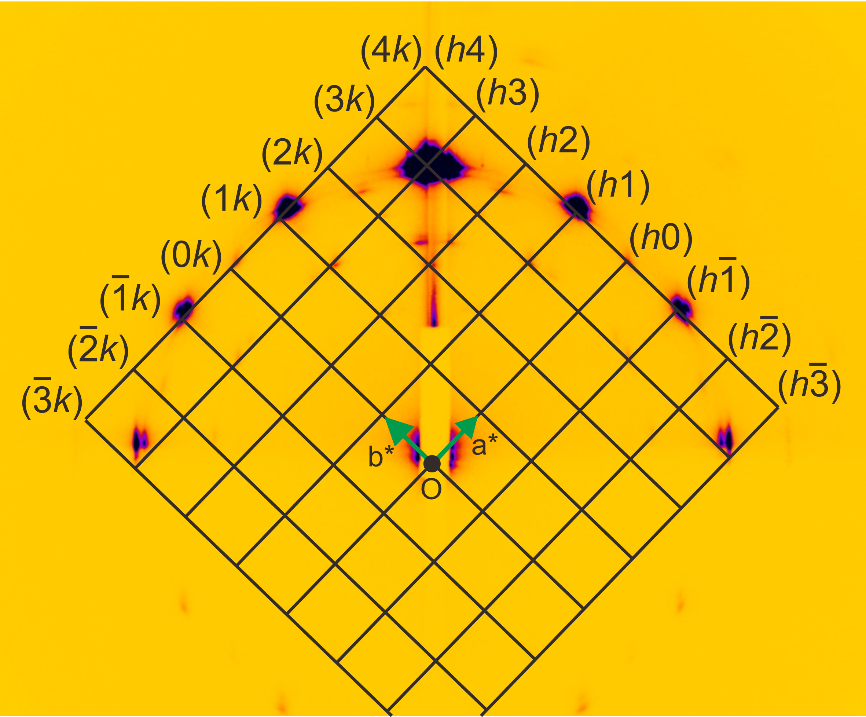 (4k) (h4)
(3k) (h3)
(2k) (h2)
(1k) (h1)
(0k) (h0)
(1̄k) (h1̄)
(2̄k) (h2̄)
(3̄k) (h3̄)
b* a*
O